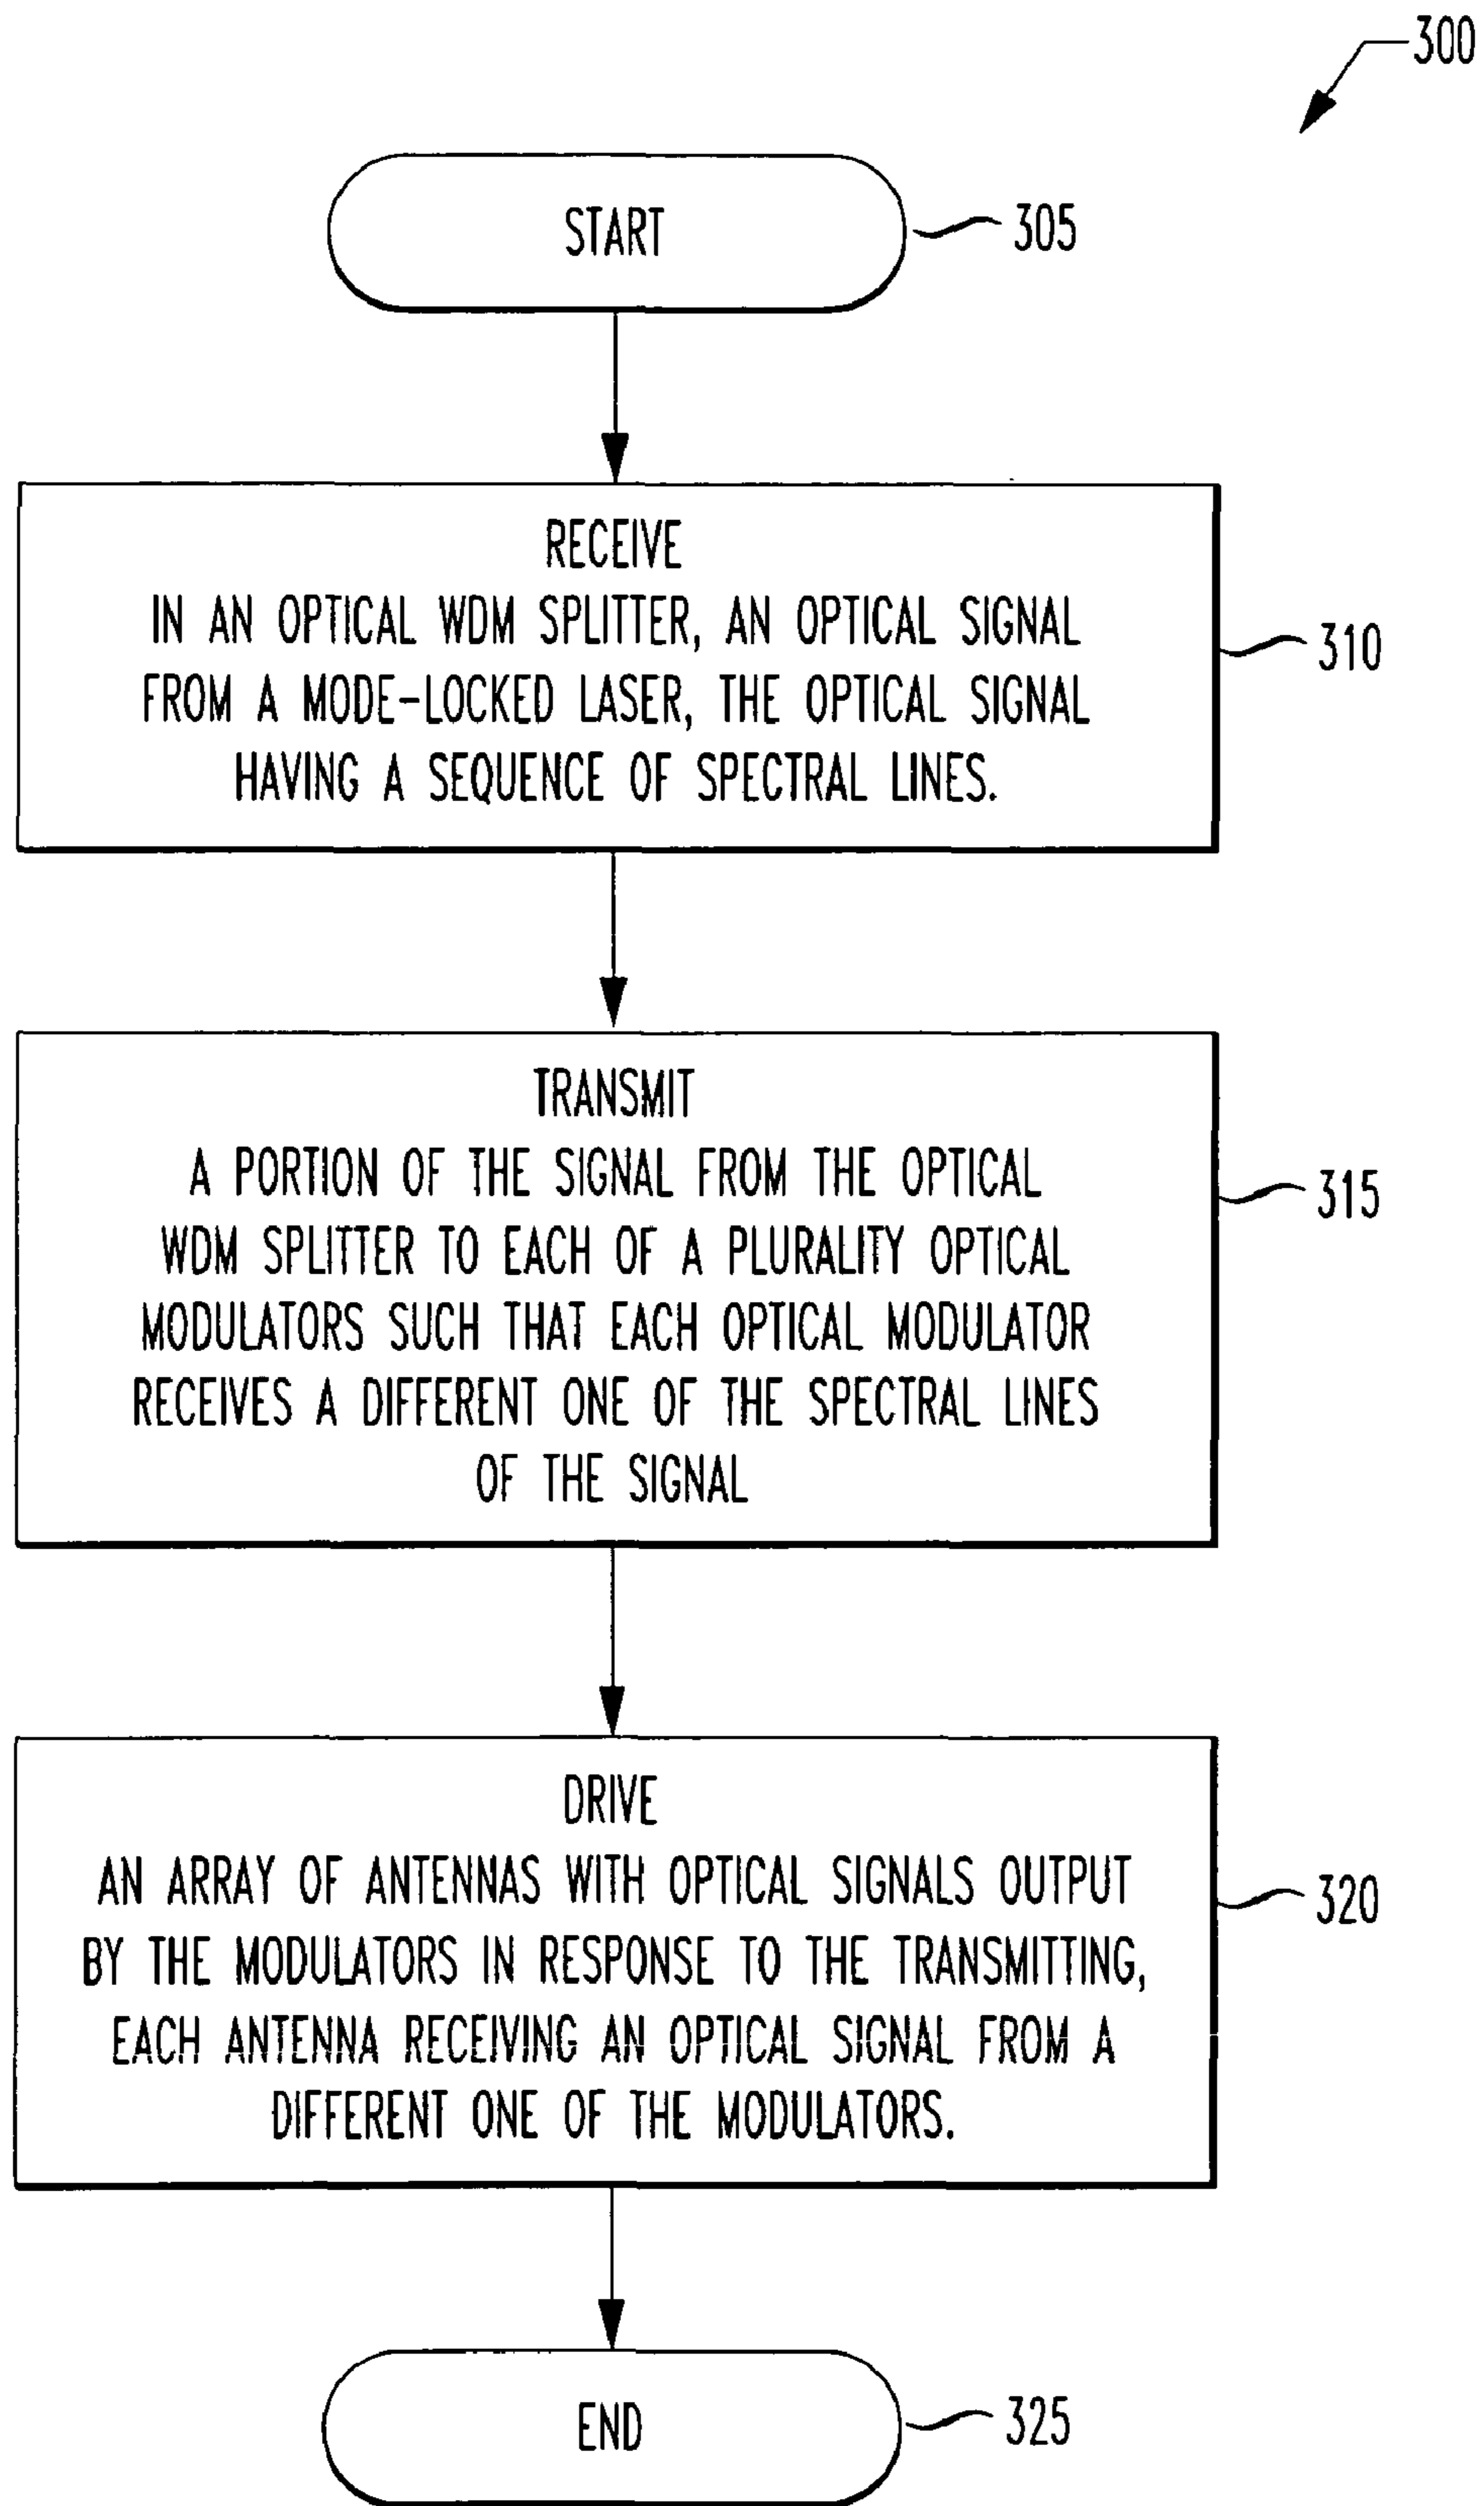 300
START
305
RECEIVE
IN AN OPTICAL WDM SPLITTER, AN OPTICAL SIGNAL
FROM A MODE-LOCKED LASER, THE OPTICAL SIGNAL
HAVING A SEQUENCE OF SPECTRAL LINES.
310
TRANSMIT
A PORTION OF THE SIGNAL FROM THE OPTICAL
WDM SPLITTER TO EACH OF A PLURALITY OPTICAL
MODULATORS SUCH THAT EACH OPTICAL MODULATOR
RECEIVES A DIFFERENT ONE OF THE SPECTRAL LINES
OF THE SIGNAL
315
DRIVE
AN ARRAY OF ANTENNAS WITH OPTICAL SIGNALS OUTPUT
BY THE MODULATORS IN RESPONSE TO THE TRANSMITTING,
EACH ANTENNA RECEIVING AN OPTICAL SIGNAL FROM A
DIFFERENT ONE OF THE MODULATORS.
320
END
325